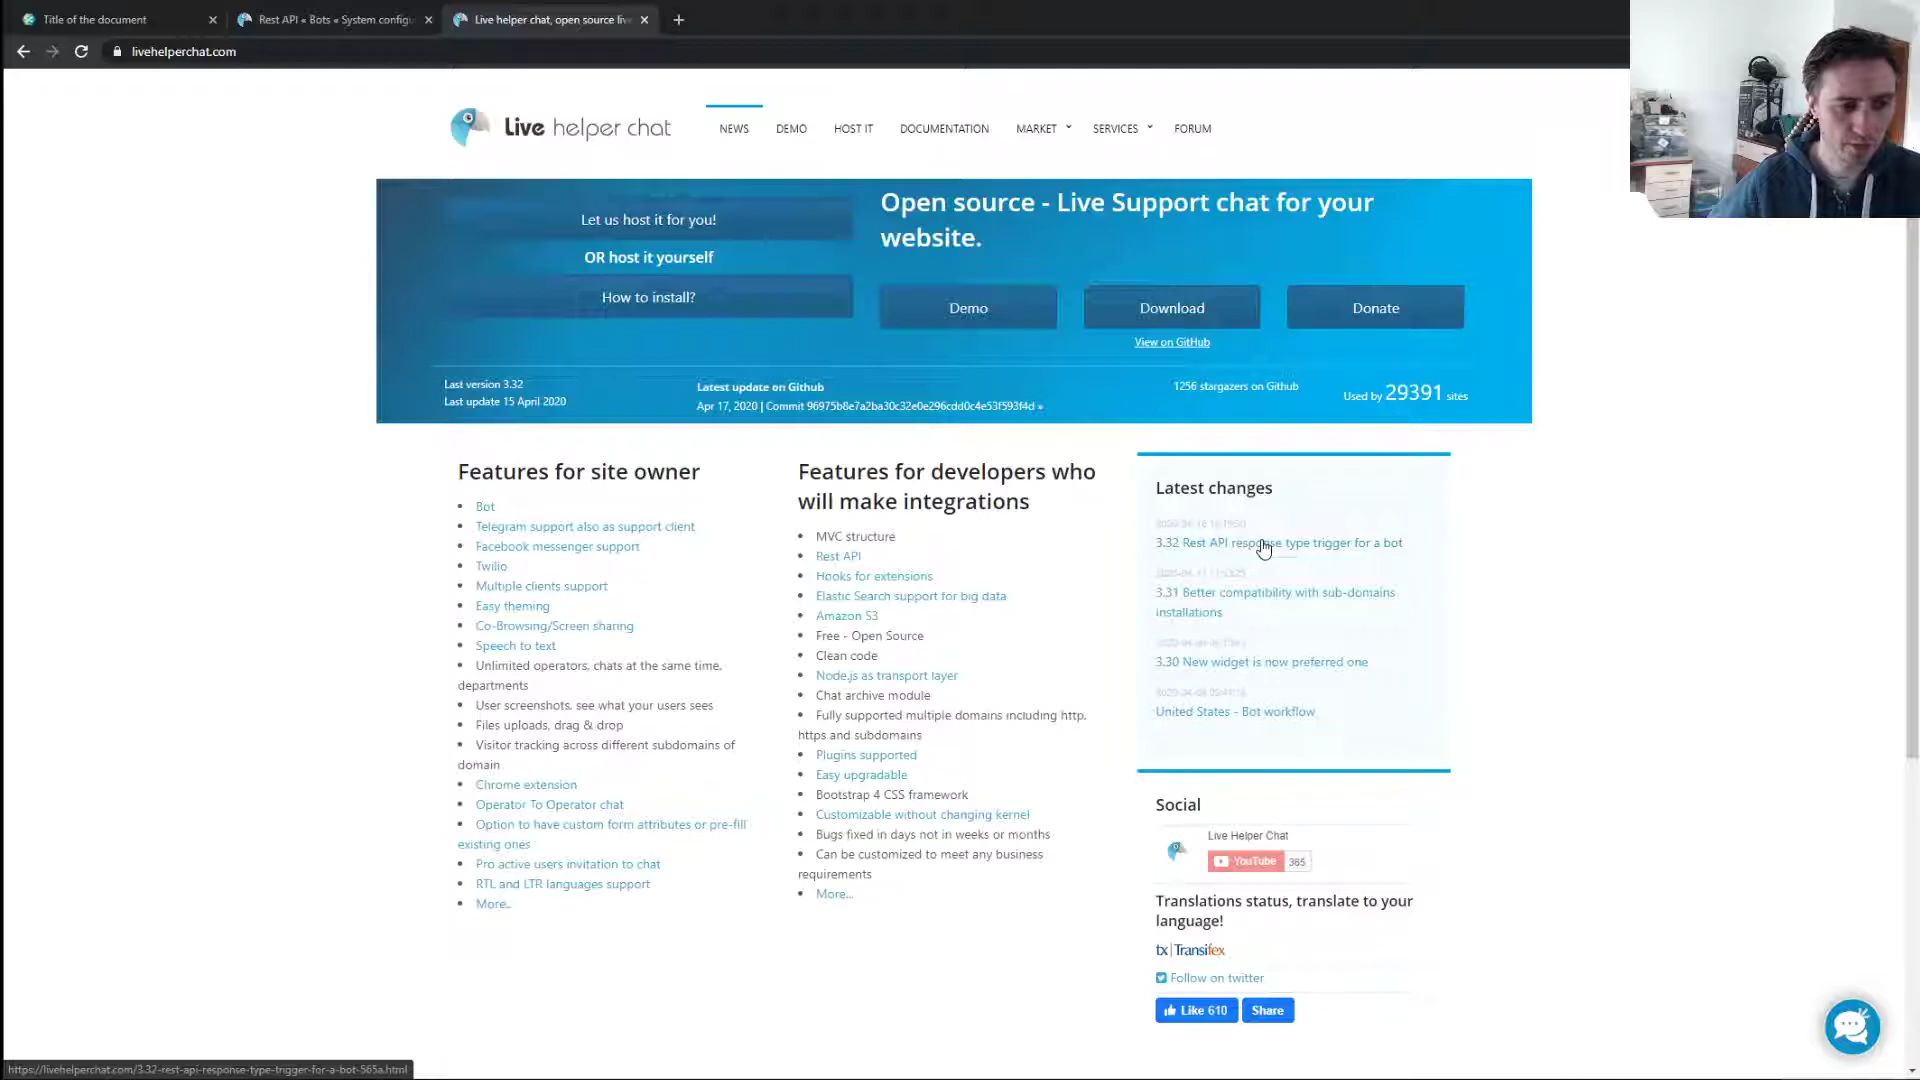 Title of the document
Rest API « Bots « System configu
Live helper chat, open source live
livehelperchat.com
Live helper chat
NEWS
DEMO
HOST IT
DOCUMENTATION
MARKET
SERVICES
FORUM
Let us host it for you!
OR host it yourself
How to install?
Open source - Live Support chat for your
website.
Demo
Download
Donate
View on GitHub
Last version 3.32
Last update 15 April 2020
Latest update on Github
Apr 17, 2020 | Commit 96975b8e7a2ba30c32e0e296cdd0c4e53f593f4d »
1256 stargazers on Github
Used by 29391 sites
Features for site owner
Bot
Telegram support also as support client
Facebook messenger support
Twilio
Multiple clients support
Easy theming
Co-Browsing/Screen sharing
Speech to text
Unlimited operators, chats at the same time,
departments
User screenshots, see what your users sees
Files uploads, drag & drop
Visitor tracking across different subdomains of
domain
Chrome extension
Operator To Operator chat
Option to have custom form attributes or pre-fill
existing ones
Pro active users invitation to chat
RTL and LTR languages support
More..
Features for developers who
will make integrations
MVC structure
Rest API
Hooks for extensions
Elastic Search support for big data
Amazon S3
Free - Open Source
Clean code
Node.js as transport layer
Chat archive module
Fully supported multiple domains including http,
https and subdomains
Plugins supported
Easy upgradable
Bootstrap 4 CSS framework
Customizable without changing kernel
Bugs fixed in days not in weeks or months
Can be customized to meet any business
requirements
More...
Latest changes
3.32 Rest API response type trigger for a bot
3.31 Better compatibility with sub-domains
installations
3.30 New widget is now preferred one
United States - Bot workflow
Social
Live Helper Chat
YouTube 365
Translations status, translate to your
language!
tx Transifex
Follow on twitter
Like 610
Share
https://livehelperchat.com/3.32-rest-api-response-type-trigger-for-a-bot-565a.html